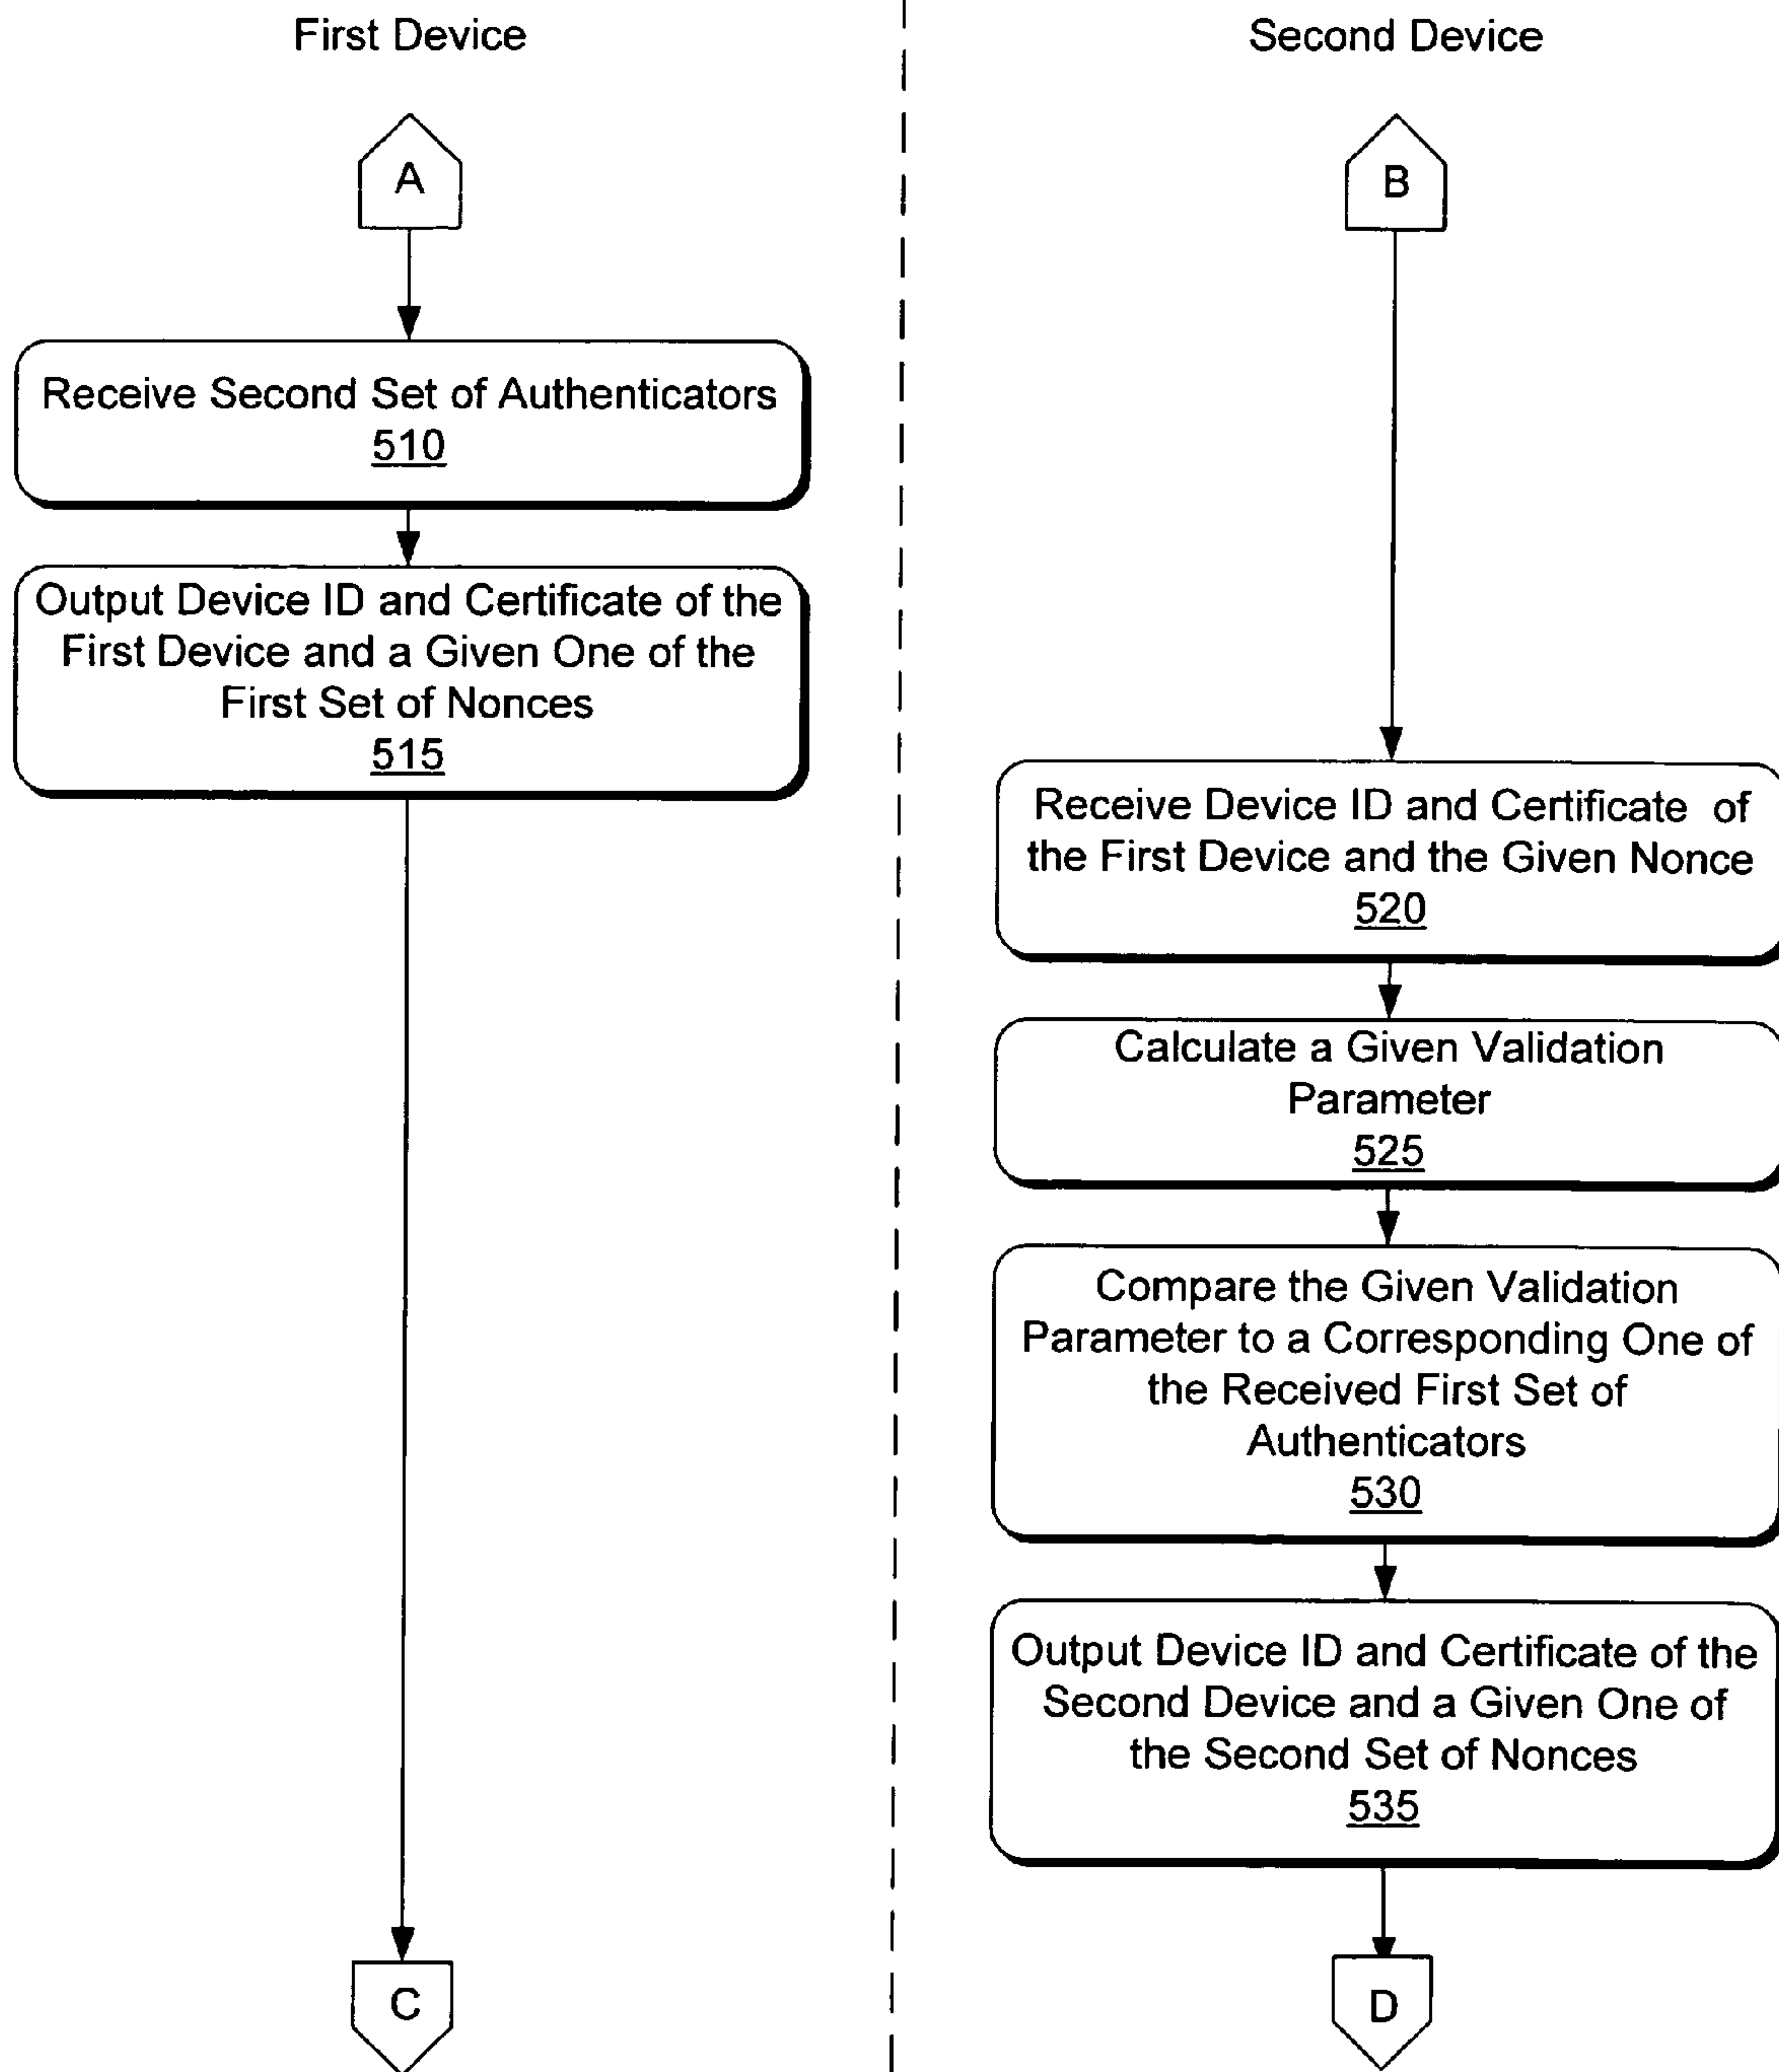 First Device
Second Device
A
B
Receive Second Set of Authenticators
510
Output Device ID and Certificate of the
First Device and a Given One of the
First Set of Nonces
515
Receive Device ID and Certificate of
the First Device and the Given Nonce
520
Calculate a Given Validation
Parameter
525
Compare the Given Validation
Parameter to a Corresponding One of
the Received First Set of
Authenticators
530
Output Device ID and Certificate of the
Second Device and a Given One of
the Second Set of Nonces
535
C
D